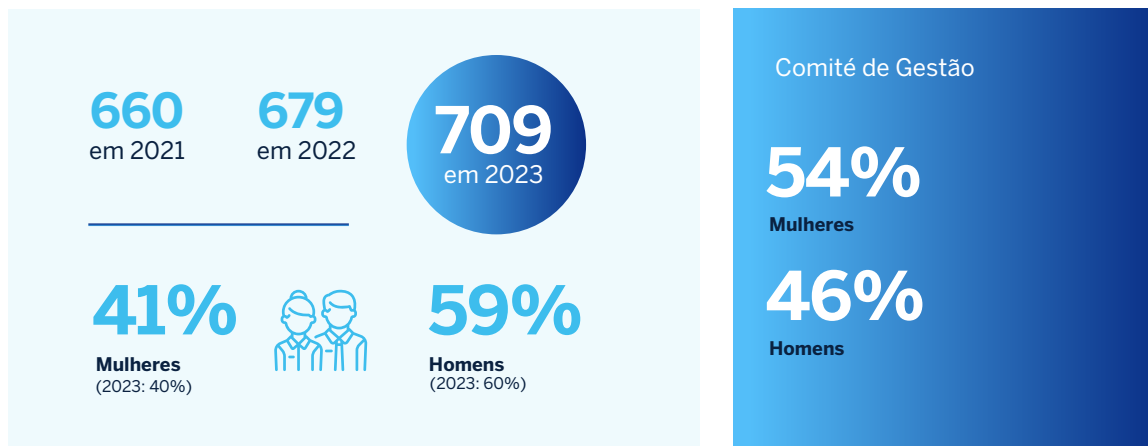 660
em 2021
679
em 2022
709
em 2023
41%
Mulheres
(2023: 40%)
59%
Homens
(2023: 60%)
Comité de Gestão
54%
Mulheres
46%
Homens